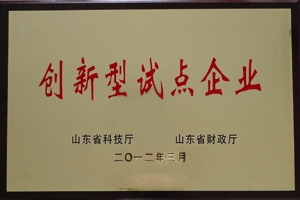 创新型试点企业
山东省科技厅 山东省财政厅
二〇一二年三月